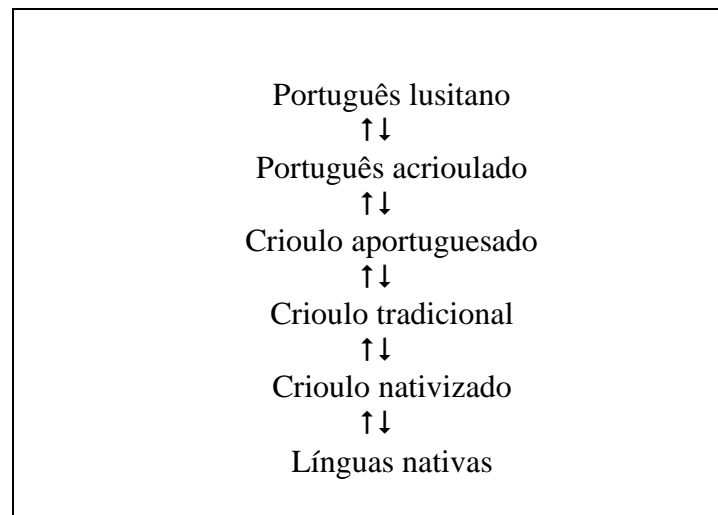 Português lusitano
↑↓
Português acrioulado
↑↓
Crioulo aportuguesado
↑↓
Crioulo tradicional
↑↓
Crioulo nativizado
↑↓
Línguas nativas